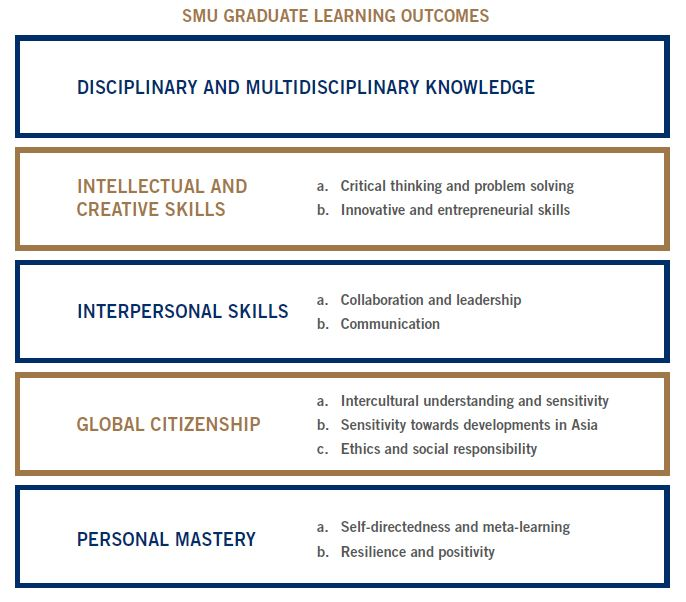 SMU GRADUATE LEARNING OUTCOMES
DISCIPLINARY AND MULTIDISCIPLINARY KNOWLEDGE
INTELLECTUAL AND
CREATIVE SKILLS
a. Critical thinking and problem solving
b. Innovative and entrepreneurial skills
INTERPERSONAL SKILLS
a. Collaboration and leadership
b. Communication
GLOBAL CITIZENSHIP
a. Intercultural understanding and sensitivity
b. Sensitivity towards developments in Asia
c. Ethics and social responsibility
PERSONAL MASTERY
a. Self-directedness and meta-learning
b. Resilience and positivity